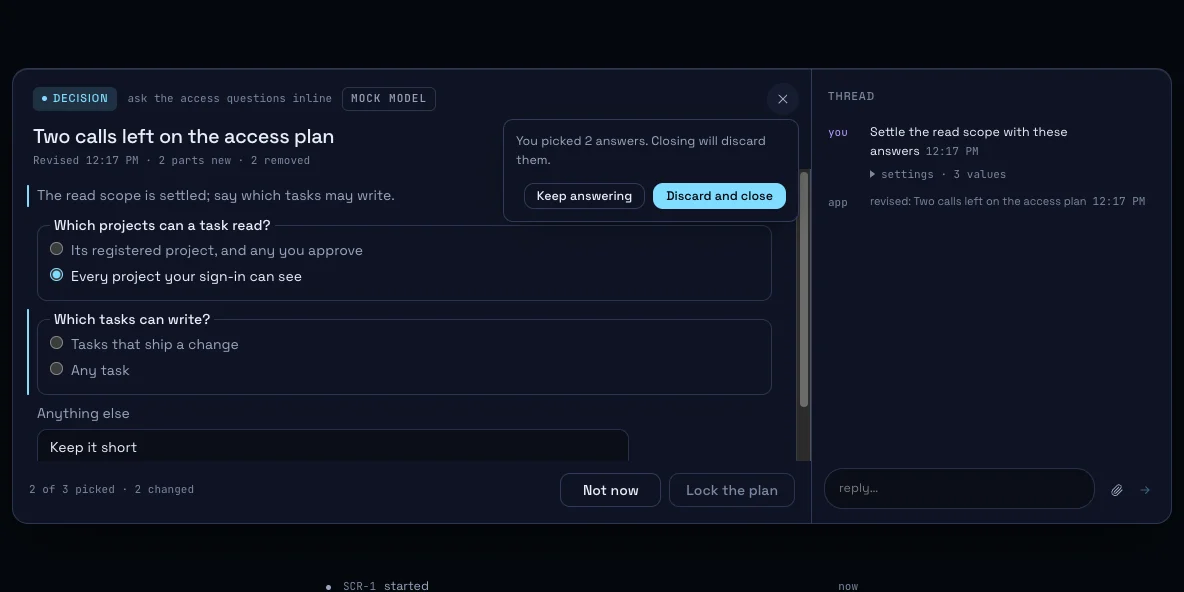 DECISION ask the access questions inline MOCK MODEL
Two calls left on the access plan
Revised 12:17 PM · 2 parts new · 2 removed
You picked 2 answers. Closing will discard
them.
Keep answering Discard and close
The read scope is settled; say which tasks may write.
Which projects can a task read?
Its registered project, and any you approve
Every project your sign-in can see
Which tasks can write?
Tasks that ship a change
Any task
Anything else
Keep it short
2 of 3 picked · 2 changed
Not now Lock the plan
THREAD
you Settle the read scope with these
answers 12:17 PM
settings · 3 values
app revised: Two calls left on the access plan 12:17 PM
reply…
SCR-1 started now